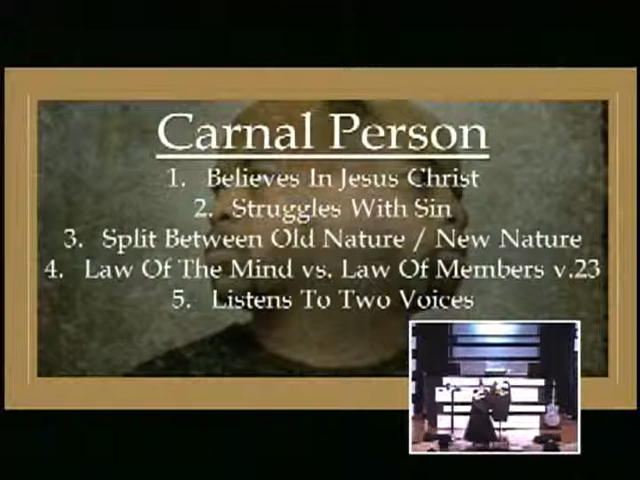 Carnal Person
1. Believes In Jesus Christ
2. Struggles With Sin
3. Split Between Old Nature / New Nature
4. Law Of The Mind vs. Law Of Members v.23
5. Listens To Two Voices